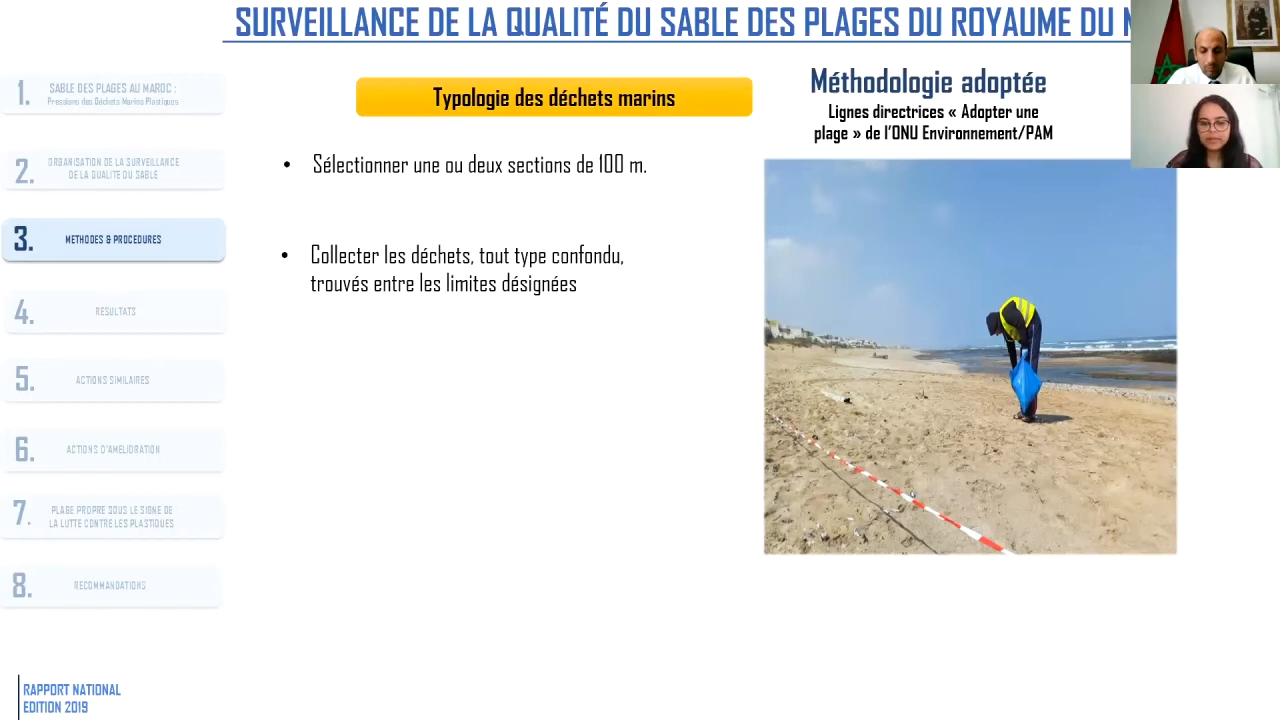 SURVEILLANCE DE LA QUALITÉ DU SABLE DES PLAGES DU ROYAUME DU
1. SABLE DES PLAGES AU MAROC :
Pressions des Déchets Marins Plastiques
2. ORGANISATION DE LA SURVEILLANCE
DE LA QUALITE DU SABLE
3. METHODES & PROCEDURES
4. RESULTATS
5. ACTIONS SIMILAIRES
6. ACTIONS D'AMELIORATION
7. PLAGE PROPRE SOUS LE SIGNE DE
LA LUTTE CONTRE LES PLASTIQUES
8. RECOMMANDATIONS
RAPPORT NATIONAL
EDITION 2019
Typologie des déchets marins
• Sélectionner une ou deux sections de 100 m.
• Collecter les déchets, tout type confondu,
trouvés entre les limites désignées
Méthodologie adoptée
Lignes directrices « Adopter une
plage » de l'ONU Environnement/PAM